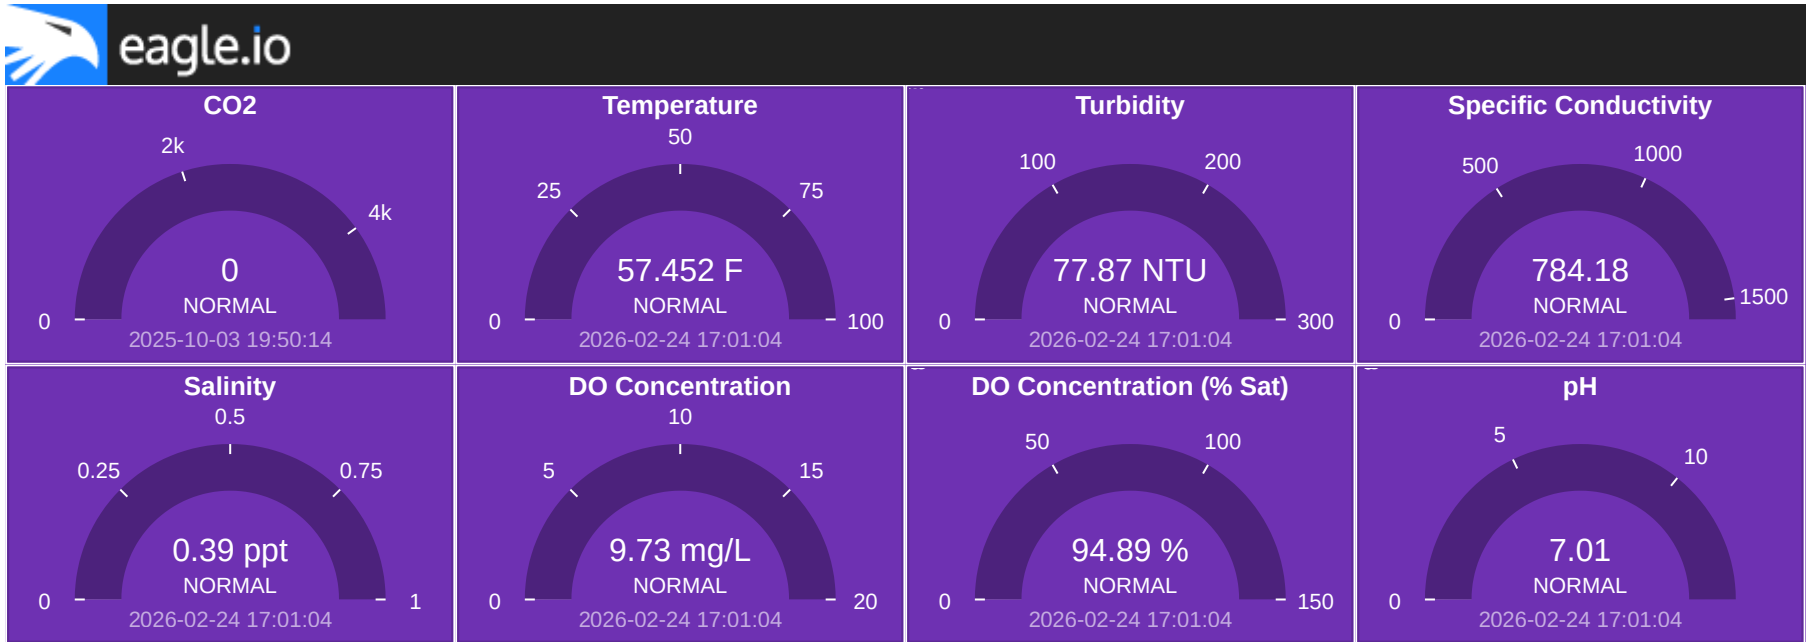 eagle.io
CO2
2k
4k
0
0
NORMAL
2025-10-03 19:50:14
Temperature
50
25
75
57.452 F
NORMAL
0
100
2026-02-24 17:01:04
Turbidity
100
200
77.87 NTU
NORMAL
0
300
2026-02-24 17:01:04
Specific Conductivity
500
1000
784.18
1500
NORMAL
0
2026-02-24 17:01:04
Salinity
0.5
0.25
0.75
0.39 ppt
NORMAL
0
1
2026-02-24 17:01:04
DO Concentration
10
5
15
9.73 mg/L
NORMAL
0
20
2026-02-24 17:01:04
DO Concentration (% Sat)
50
100
94.89 %
NORMAL
0
150
2026-02-24 17:01:04
pH
5
10
7.01
NORMAL
0
2026-02-24 17:01:04